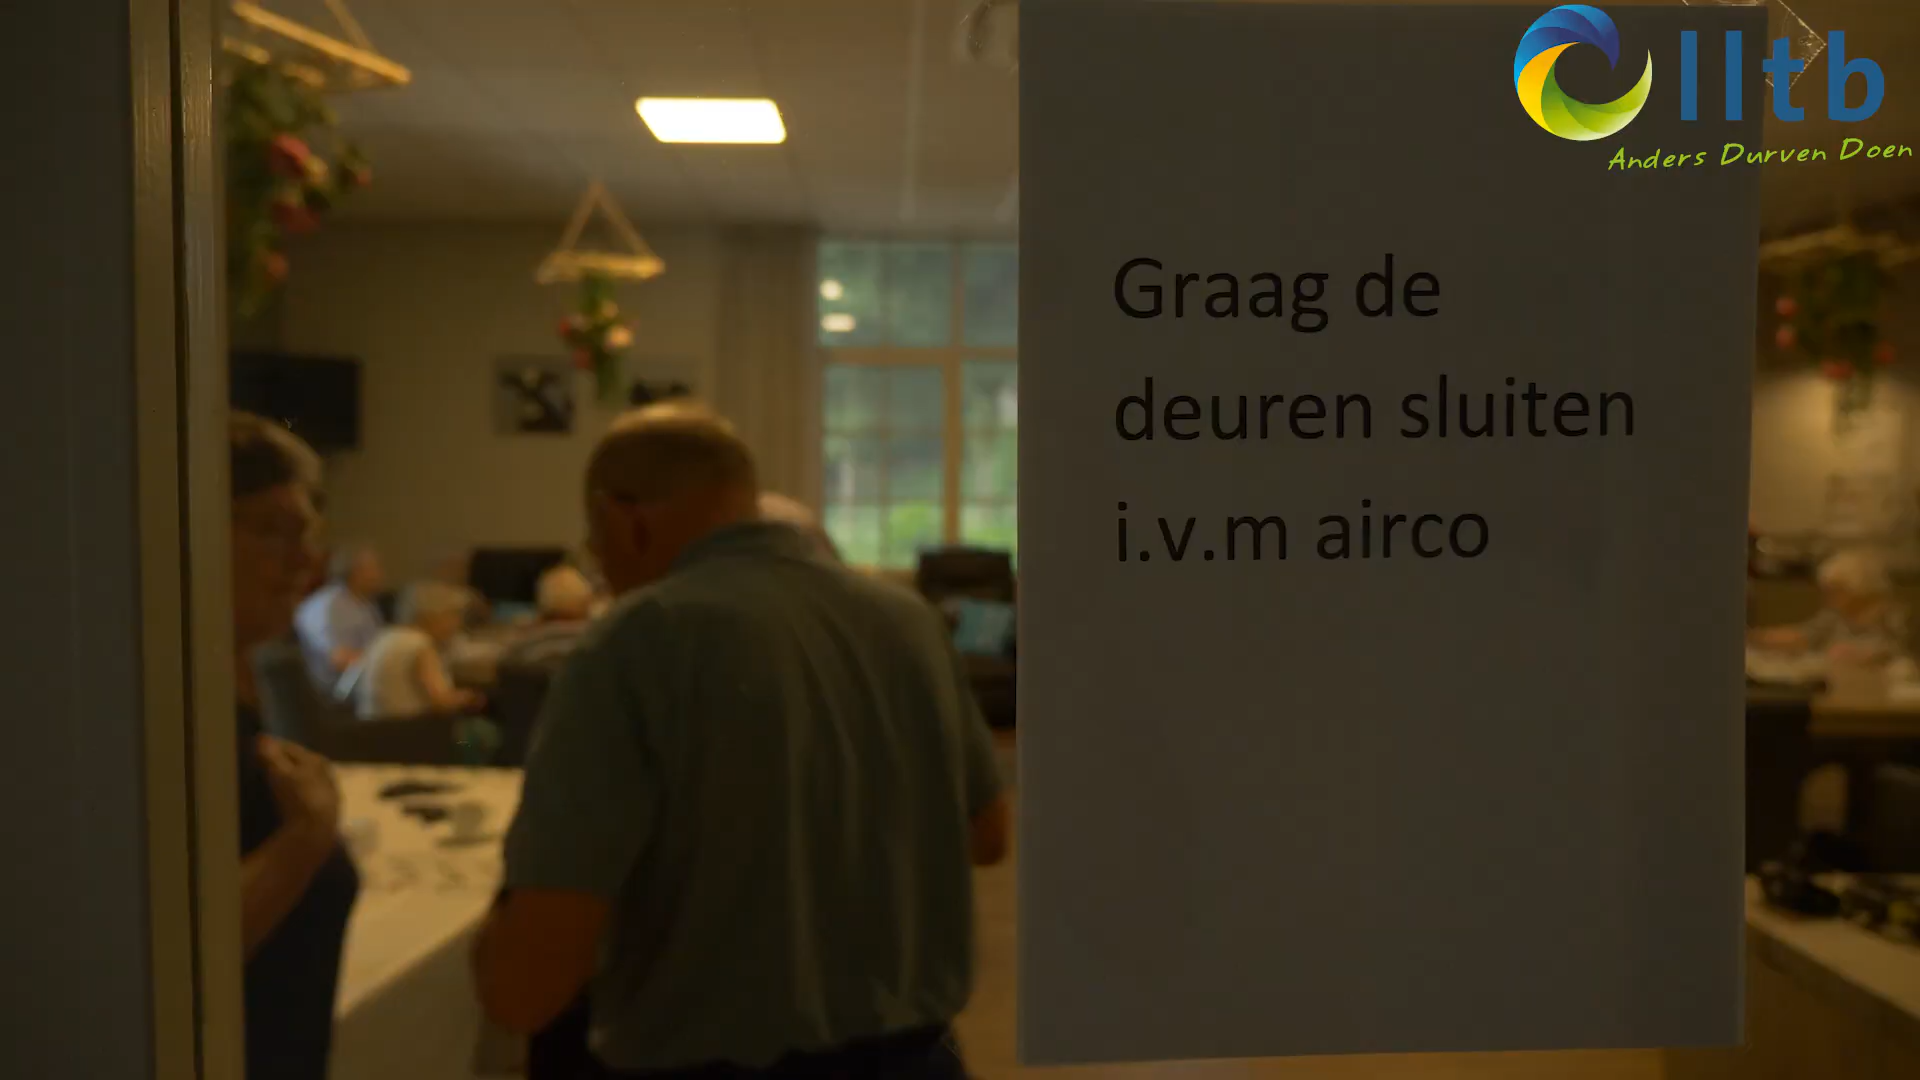 lltb
Anders Durven Doen
Graag de
deuren sluiten
i.v.m airco